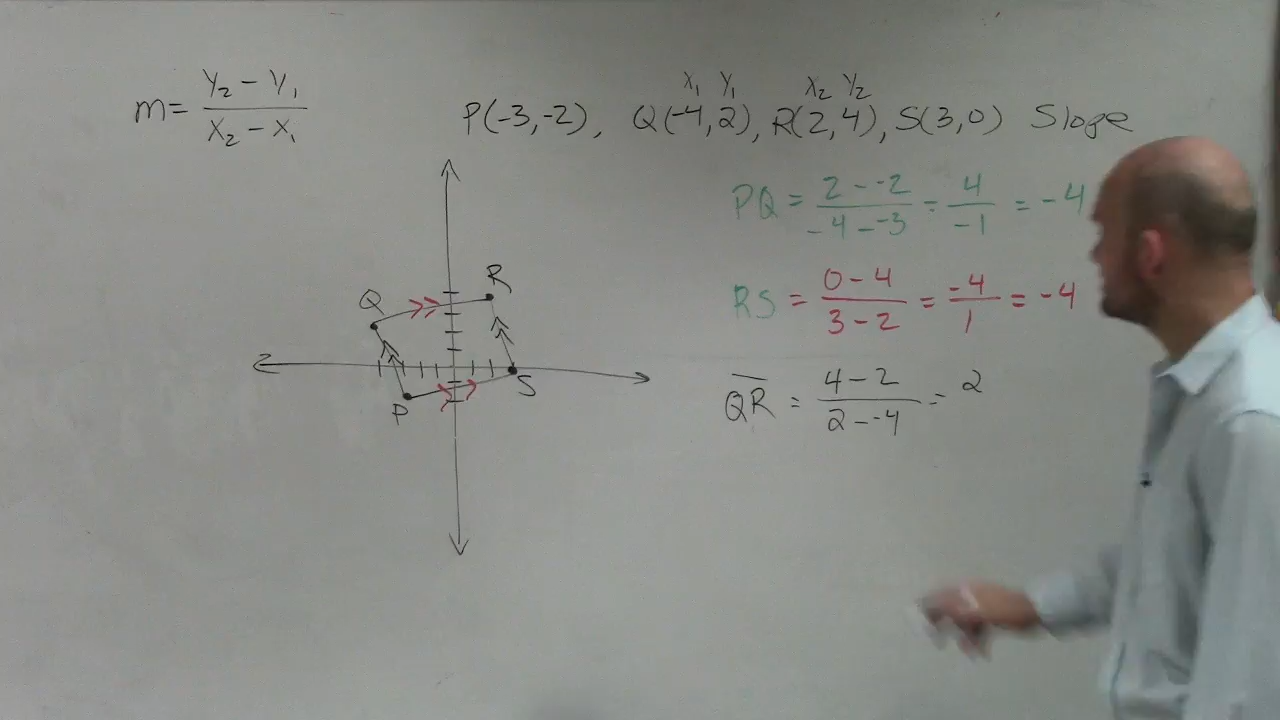 m = (y₂ - y₁)/(x₂ - x₁)
x₁ y₁ x₂ y₂
P(-3,-2), Q(-4,2), R(2,4), S(3,0) Slope
PQ = (2 - -2)/(-4 - -3) = 4/-1 = -4
RS = (0 - 4)/(3 - 2) = -4/1 = -4
Q̅R̅ = (4 - 2)/(2 - -4) = 2
R
Q
S
P